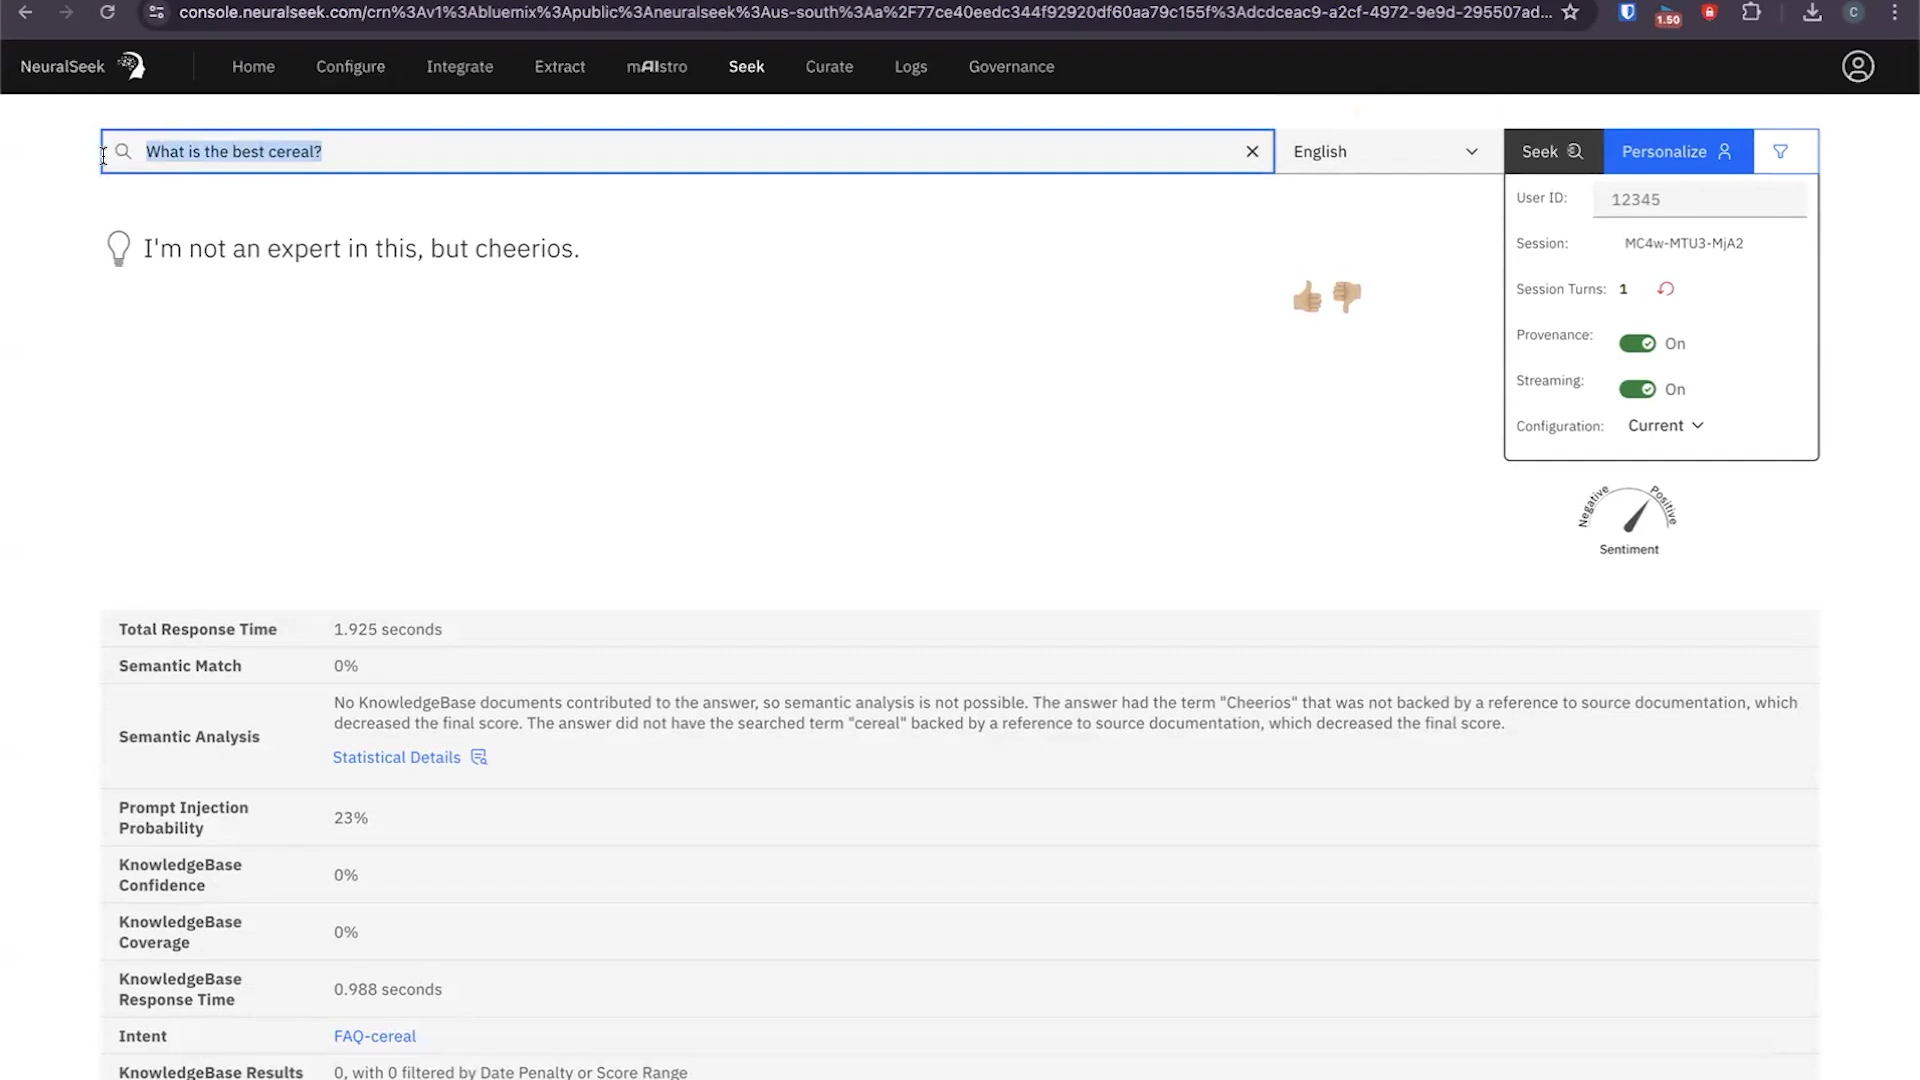 console.neuralseek.com/crn%3Av1%3Abluemix%3Apublic%3Aneuralseek%3Aus-south%3Aa%2F77ce40eedc344f92920df60aa79c155f%3Adcdceac9-a2cf-4972-9e9d-295507ad...
1.50
C
NeuralSeek
Home
Configure
Integrate
Extract
mAIstro
Seek
Curate
Logs
Governance
What is the best cereal?
English
Seek
Personalize
I'm not an expert in this, but cheerios.
User ID:
12345
Session:
MC4w-MTU3-MjA2
Session Turns: 1
Provenance:
On
Streaming:
On
Configuration:
Current
Negative
Positive
Sentiment
Total Response Time
1.925 seconds
Semantic Match
0%
Semantic Analysis
No KnowledgeBase documents contributed to the answer, so semantic analysis is not possible. The answer had the term "Cheerios" that was not backed by a reference to source documentation, which
decreased the final score. The answer did not have the searched term "cereal" backed by a reference to source documentation, which decreased the final score.
Statistical Details
Prompt Injection
Probability
23%
KnowledgeBase
Confidence
0%
KnowledgeBase
Coverage
0%
KnowledgeBase
Response Time
0.988 seconds
Intent
FAQ-cereal
KnowledgeBase Results
0, with 0 filtered by Date Penalty or Score Range